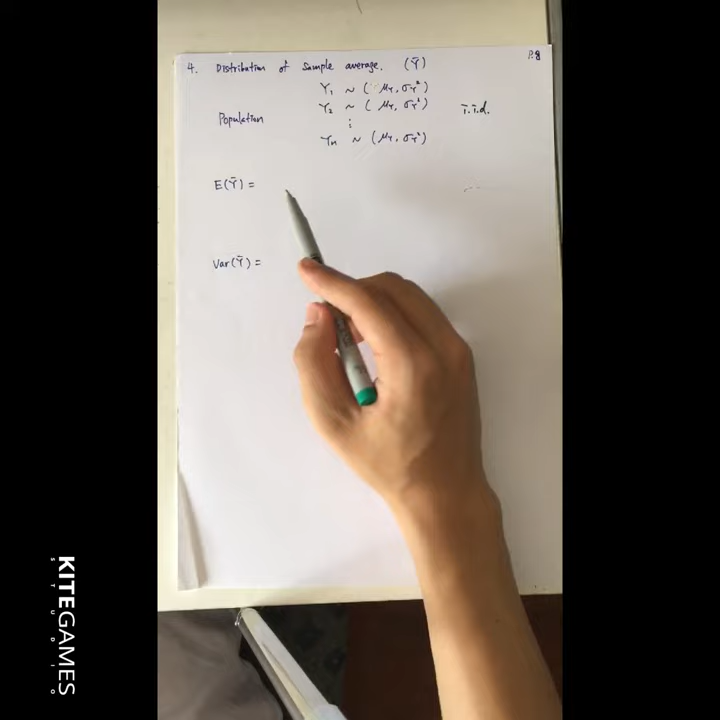 4. Distribution of Sample average. (Ȳ) P.8
Y₁ ~ ( μY, σY² )
Y₂ ~ ( μY, σY² ) i.i.d.
Population ⋮
Yn ~ (μY, σY²)
E(Ȳ) =
Var(Ȳ) =
KITEGAMES
STUDIO